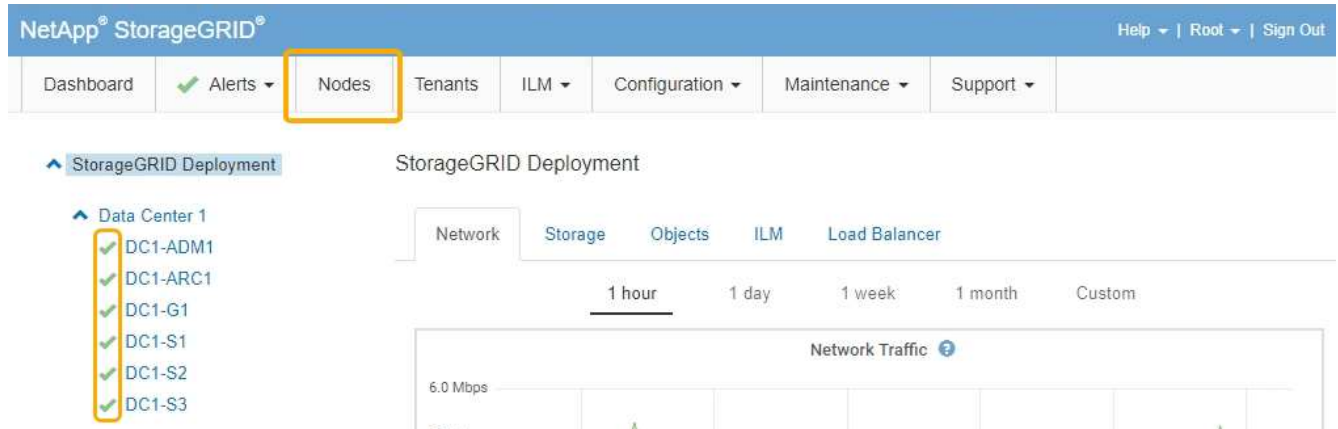 NetApp® StorageGRID®
Help | Root | Sign Out
Dashboard Alerts Nodes Tenants ILM Configuration Maintenance Support
StorageGRID Deployment
StorageGRID Deployment
Data Center 1
DC1-ADM1
DC1-ARC1
DC1-G1
DC1-S1
DC1-S2
DC1-S3
Network Storage Objects ILM Load Balancer
1 hour 1 day 1 week 1 month Custom
Network Traffic ?
6.0 Mbps